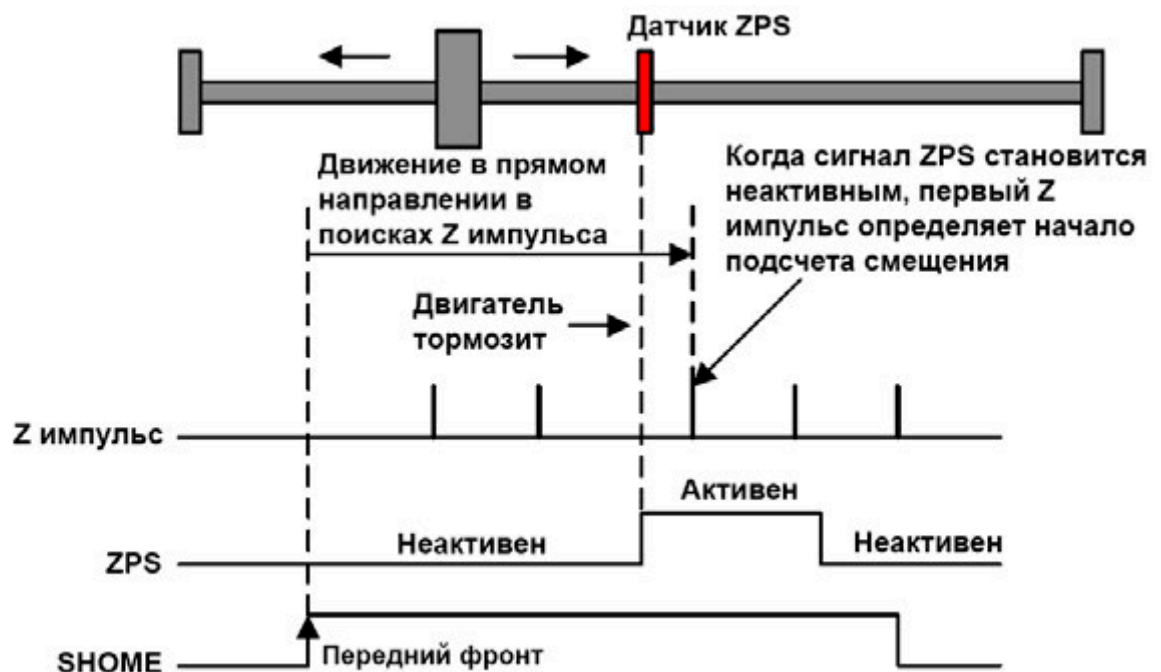 Датчик ZPS
Движение в прямом
направлении в
поисках Z импульса
Когда сигнал ZPS становится
неактивным, первый Z
импульс определяет начало
подсчета смещения
Двигатель
тормозит
Z импульс
Активен
ZPS
Неактивен
Неактивен
SHOME
Передний фронт